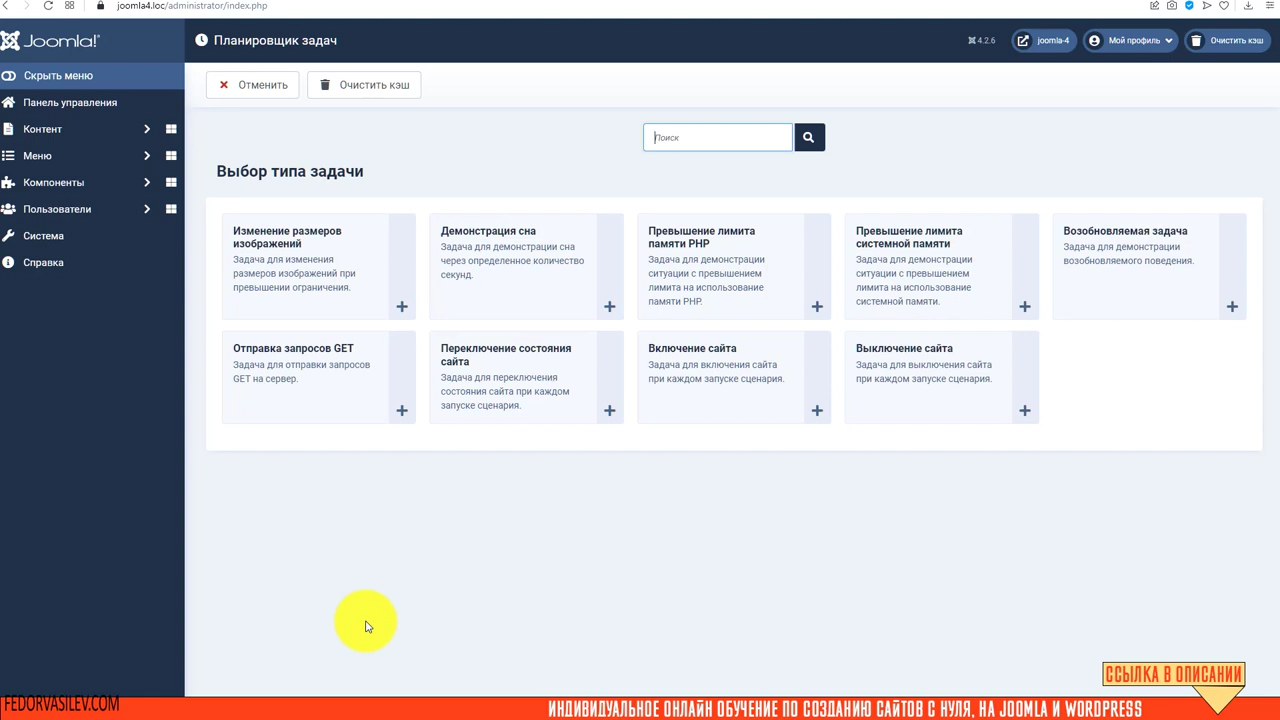 joomla4.loc/administrator/index.php
Joomla!®
Планировщик задач
4.2.6
joomla-4
Мой профиль
Очистить кэш
Скрыть меню
Отменить
Очистить кэш
Панель управления
Контент
Меню
Компоненты
Пользователи
Система
Справка
Поиск
Выбор типа задачи
Изменение размеров
изображений
Задача для изменения
размеров изображений при
превышении ограничения.
Демонстрация сна
Задача для демонстрации сна
через определенное количество
секунд.
Превышение лимита
памяти PHP
Задача для демонстрации
ситуации с превышением
лимита на использование
памяти PHP.
Превышение лимита
системной памяти
Задача для демонстрации
ситуации с превышением
лимита на использование
системной памяти.
Возобновляемая задача
Задача для демонстрации
возобновляемого поведения.
Отправка запросов GET
Задача для отправки запросов
GET на сервер.
Переключение состояния
сайта
Задача для переключения
состояния сайта при каждом
запуске сценария.
Включение сайта
Задача для включения сайта
при каждом запуске сценария.
Выключение сайта
Задача для выключения сайта
при каждом запуске сценария.
ССЫЛКА В ОПИСАНИИ
FEDORVASILEV.COM
ИНДИВИДУАЛЬНОЕ ОНЛАЙН ОБУЧЕНИЕ ПО СОЗДАНИЮ САЙТОВ С НУЛЯ, НА JOOMLA И WORDPRESS